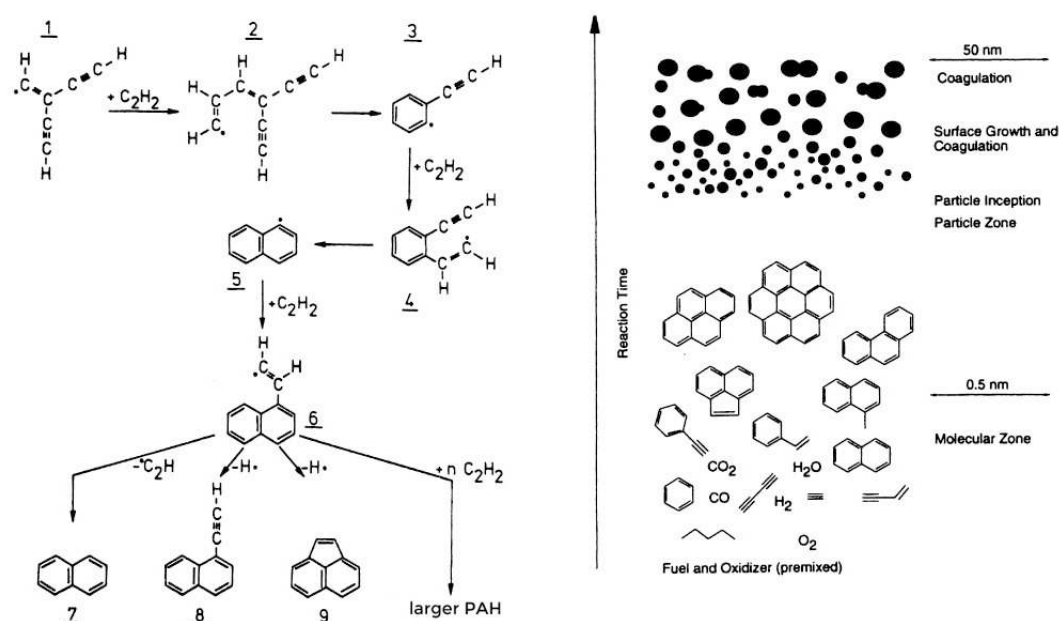 1
2
3
H
C
C≡C
H
C
C
H
+ C₂H₂
H
H
C
C
C
H
C
C
C≡C
H
C
C
H
C≡C
H
+C₂H₂
C≡C
H
C=C
H
H
4
5
+C₂H₂
H
C=C
H
6
-•C₂H
-H•
-H•
+ n C₂H₂
H
C
C
7
8
9
larger PAH
Reaction Time
50 nm
Coagulation
Surface Growth and
Coagulation
Particle Inception
Particle Zone
0.5 nm
Molecular Zone
CO₂
H₂O
CO
H₂
O₂
Fuel and Oxidizer (premixed)